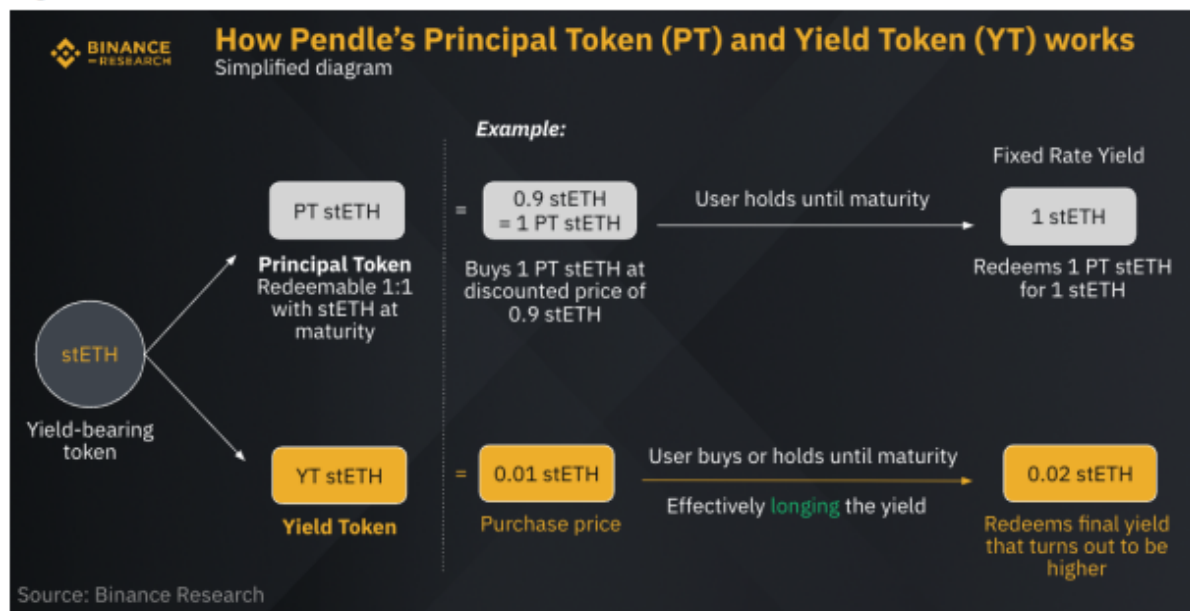 BINANCE
RESEARCH
How Pendle's Principal Token (PT) and Yield Token (YT) works
Simplified diagram
Example:
Fixed Rate Yield
PT stETH
=
0.9 stETH
= 1 PT stETH
User holds until maturity
1 stETH
Principal Token
Redeemable 1:1
with stETH at
maturity
Buys 1 PT stETH at
discounted price of
0.9 stETH
Redeems 1 PT stETH
for 1 stETH
stETH
Yield-bearing
token
YT stETH
=
0.01 stETH
User buys or holds until maturity
Effectively longing the yield
0.02 stETH
Yield Token
Purchase price
Redeems final yield
that turns out to be
higher
Source: Binance Research